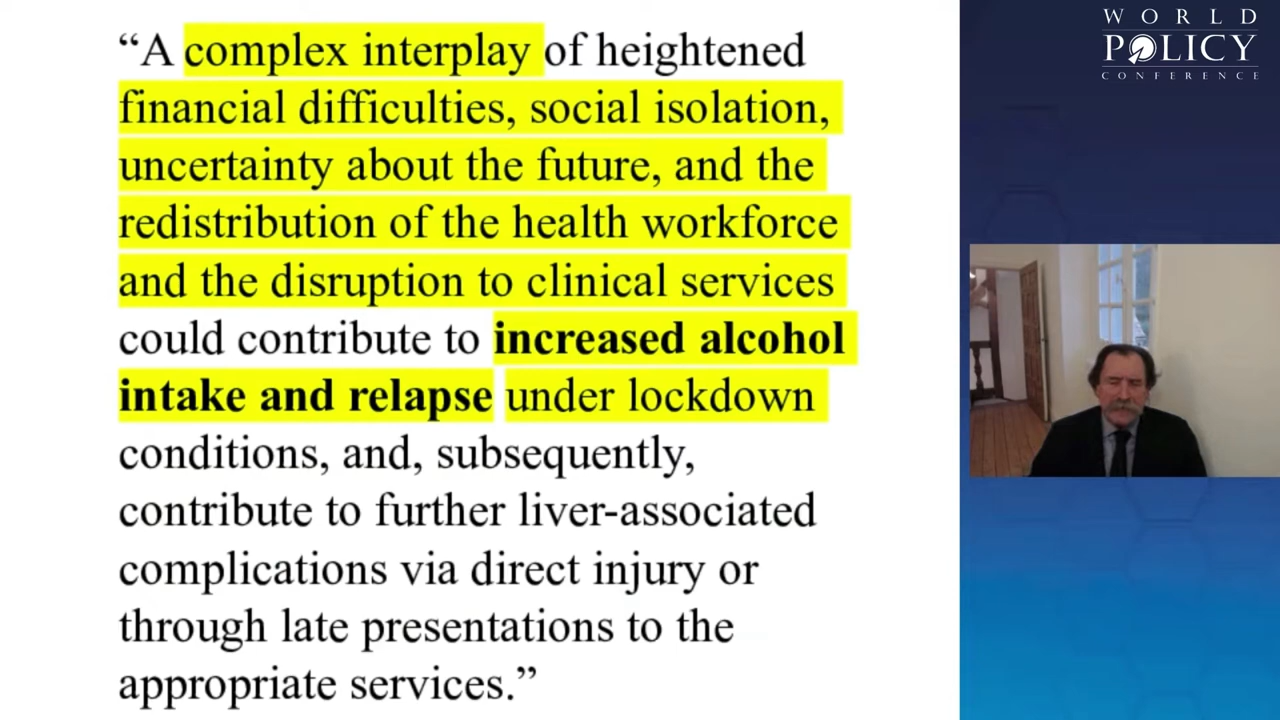 “A complex interplay of heightened
financial difficulties, social isolation,
uncertainty about the future, and the
redistribution of the health workforce
and the disruption to clinical services
could contribute to increased alcohol
intake and relapse under lockdown
conditions, and, subsequently,
contribute to further liver-associated
complications via direct injury or
through late presentations to the
appropriate services.”
WORLD
POLICY
CONFERENCE